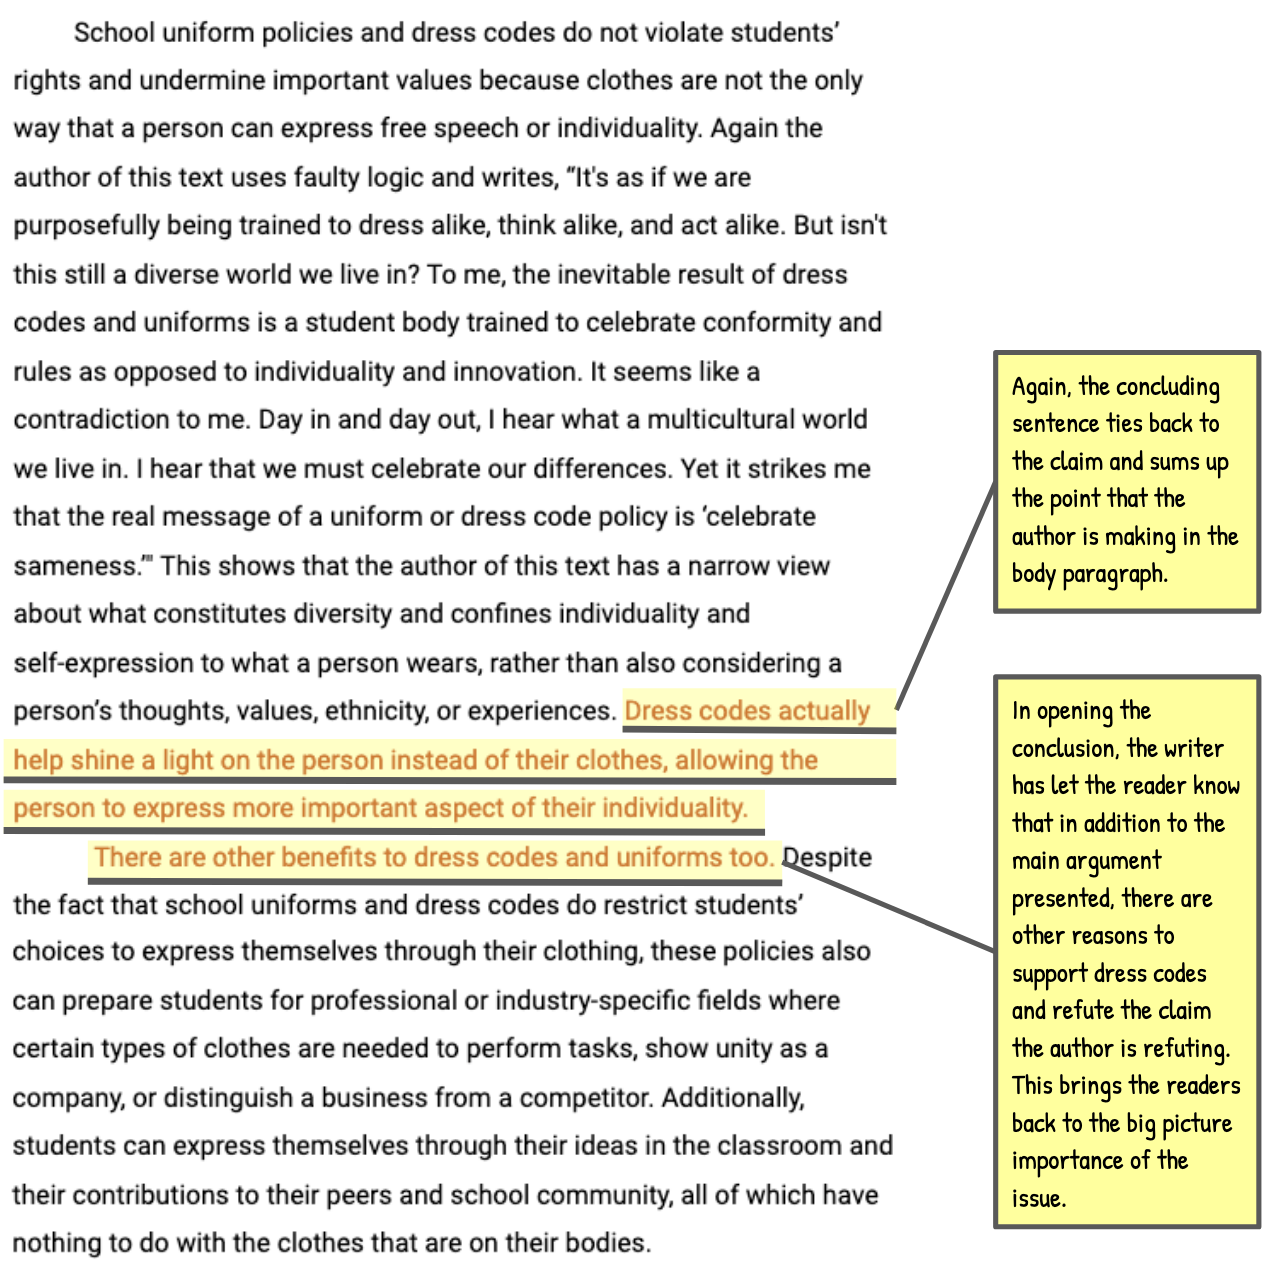 School uniform policies and dress codes do not violate students’
rights and undermine important values because clothes are not the only
way that a person can express free speech or individuality. Again the
author of this text uses faulty logic and writes, “It's as if we are
purposefully being trained to dress alike, think alike, and act alike. But isn't
this still a diverse world we live in? To me, the inevitable result of dress
codes and uniforms is a student body trained to celebrate conformity and
rules as opposed to individuality and innovation. It seems like a
contradiction to me. Day in and day out, I hear what a multicultural world
we live in. I hear that we must celebrate our differences. Yet it strikes me
that the real message of a uniform or dress code policy is ‘celebrate
sameness.’" This shows that the author of this text has a narrow view
about what constitutes diversity and confines individuality and
self-expression to what a person wears, rather than also considering a
person’s thoughts, values, ethnicity, or experiences. Dress codes actually
help shine a light on the person instead of their clothes, allowing the
person to express more important aspect of their individuality.
There are other benefits to dress codes and uniforms too. Despite
the fact that school uniforms and dress codes do restrict students’
choices to express themselves through their clothing, these policies also
can prepare students for professional or industry-specific fields where
certain types of clothes are needed to perform tasks, show unity as a
company, or distinguish a business from a competitor. Additionally,
students can express themselves through their ideas in the classroom and
their contributions to their peers and school community, all of which have
nothing to do with the clothes that are on their bodies.
Again, the concluding
sentence ties back to
the claim and sums up
the point that the
author is making in the
body paragraph.
In opening the
conclusion, the writer
has let the reader know
that in addition to the
main argument
presented, there are
other reasons to
support dress codes
and refute the claim
the author is refuting.
This brings the readers
back to the big picture
importance of the
issue.